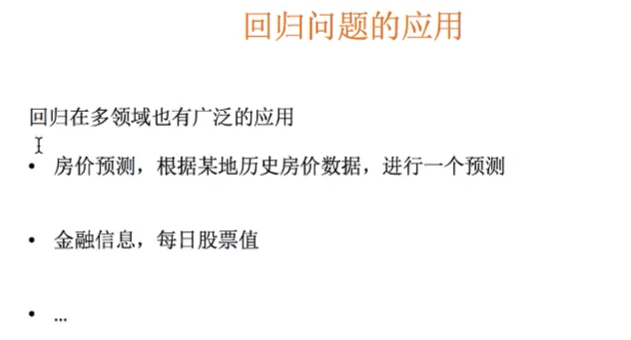 回归问题的应用
回归在多领域也有广泛的应用
• 房价预测，根据某地历史房价数据，进行一个预测
• 金融信息，每日股票值
• ...